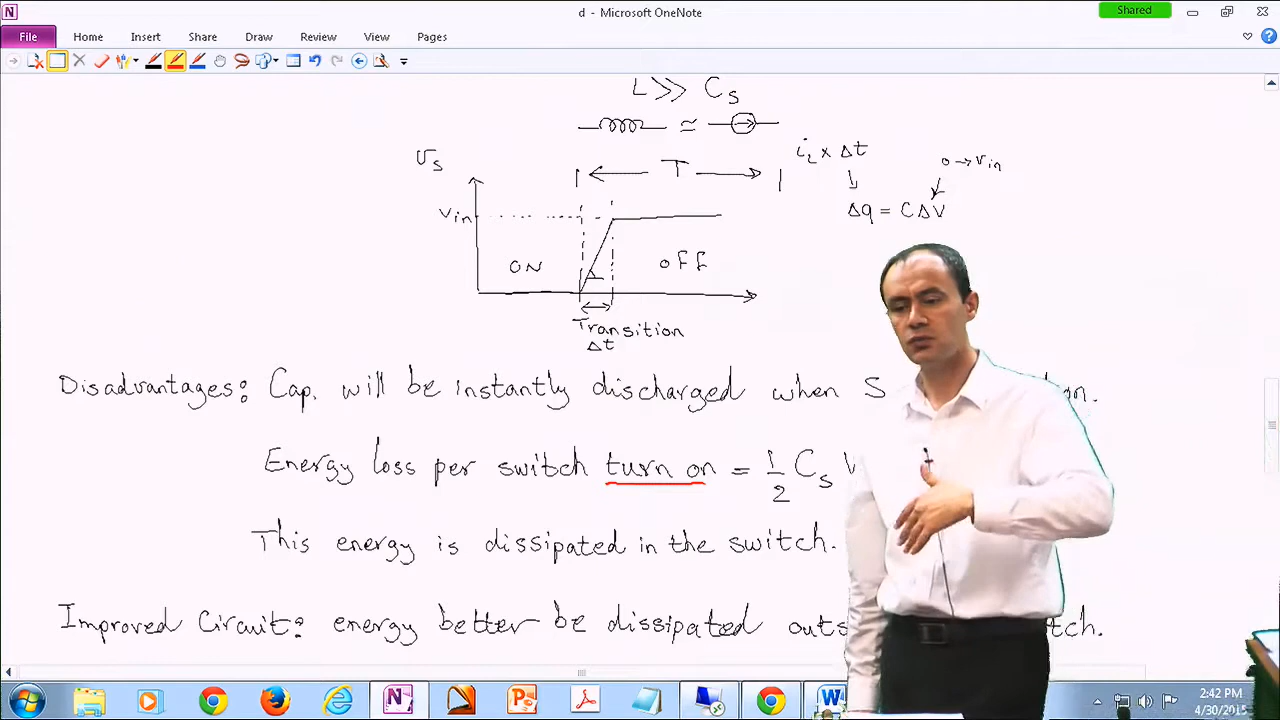 d - Microsoft OneNote
Shared
File Home Insert Share Draw Review View Pages
L >> Cs
≃
Vs
T
iL × Δt
0 → Vin
Vin
Δq = CΔV
ON
OFF
Transition
Δt
Disadvantages: Cap. will be instantly discharged when S on.
Energy loss per switch turn on = 1/2 Cs V
This energy is dissipated in the switch.
Improved Circuit: energy better be dissipated
2:42 PM
4/30/2015